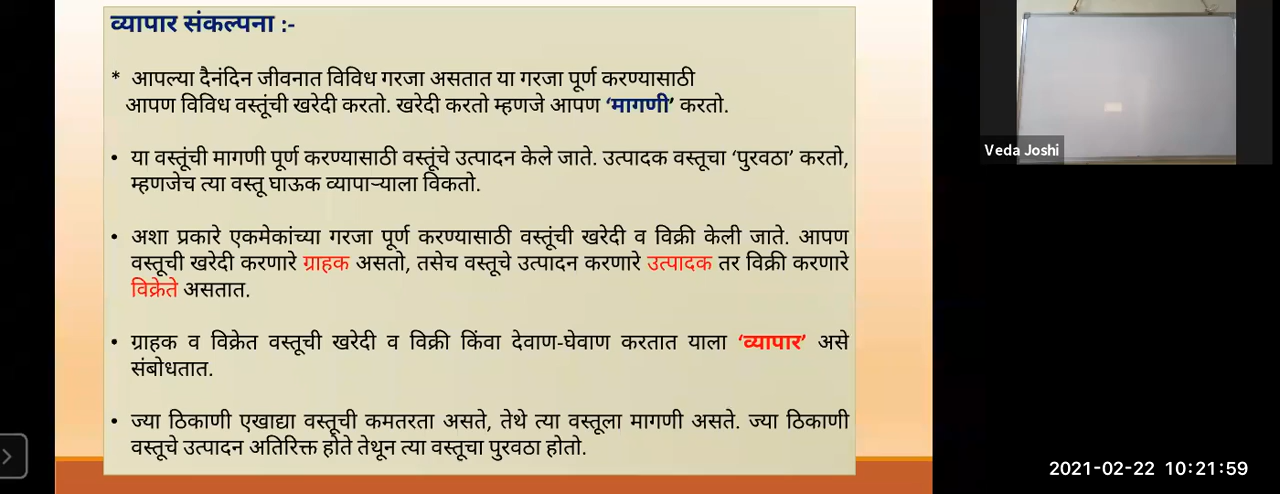 व्यापार संकल्पना :-
* आपल्या दैनंदिन जीवनात विविध गरजा असतात या गरजा पूर्ण करण्यासाठी
आपण विविध वस्तूंची खरेदी करतो. खरेदी करतो म्हणजे आपण ‘मागणी’ करतो.
• या वस्तूंची मागणी पूर्ण करण्यासाठी वस्तूंचे उत्पादन केले जाते. उत्पादक वस्तूचा ‘पुरवठा’ करतो,
म्हणजेच त्या वस्तू घाऊक व्यापाऱ्याला विकतो.
• अशा प्रकारे एकमेकांच्या गरजा पूर्ण करण्यासाठी वस्तूंची खरेदी व विक्री केली जाते. आपण
वस्तूची खरेदी करणारे ग्राहक असतो, तसेच वस्तूचे उत्पादन करणारे उत्पादक तर विक्री करणारे
विक्रेते असतात.
• ग्राहक व विक्रेत वस्तूची खरेदी व विक्री किंवा देवाण-घेवाण करतात याला ‘व्यापार’ असे
संबोधतात.
• ज्या ठिकाणी एखाद्या वस्तूची कमतरता असते, तेथे त्या वस्तूला मागणी असते. ज्या ठिकाणी
वस्तूचे उत्पादन अतिरिक्त होते तेथून त्या वस्तूचा पुरवठा होतो.
Veda Joshi
2021-02-22 10:21:59